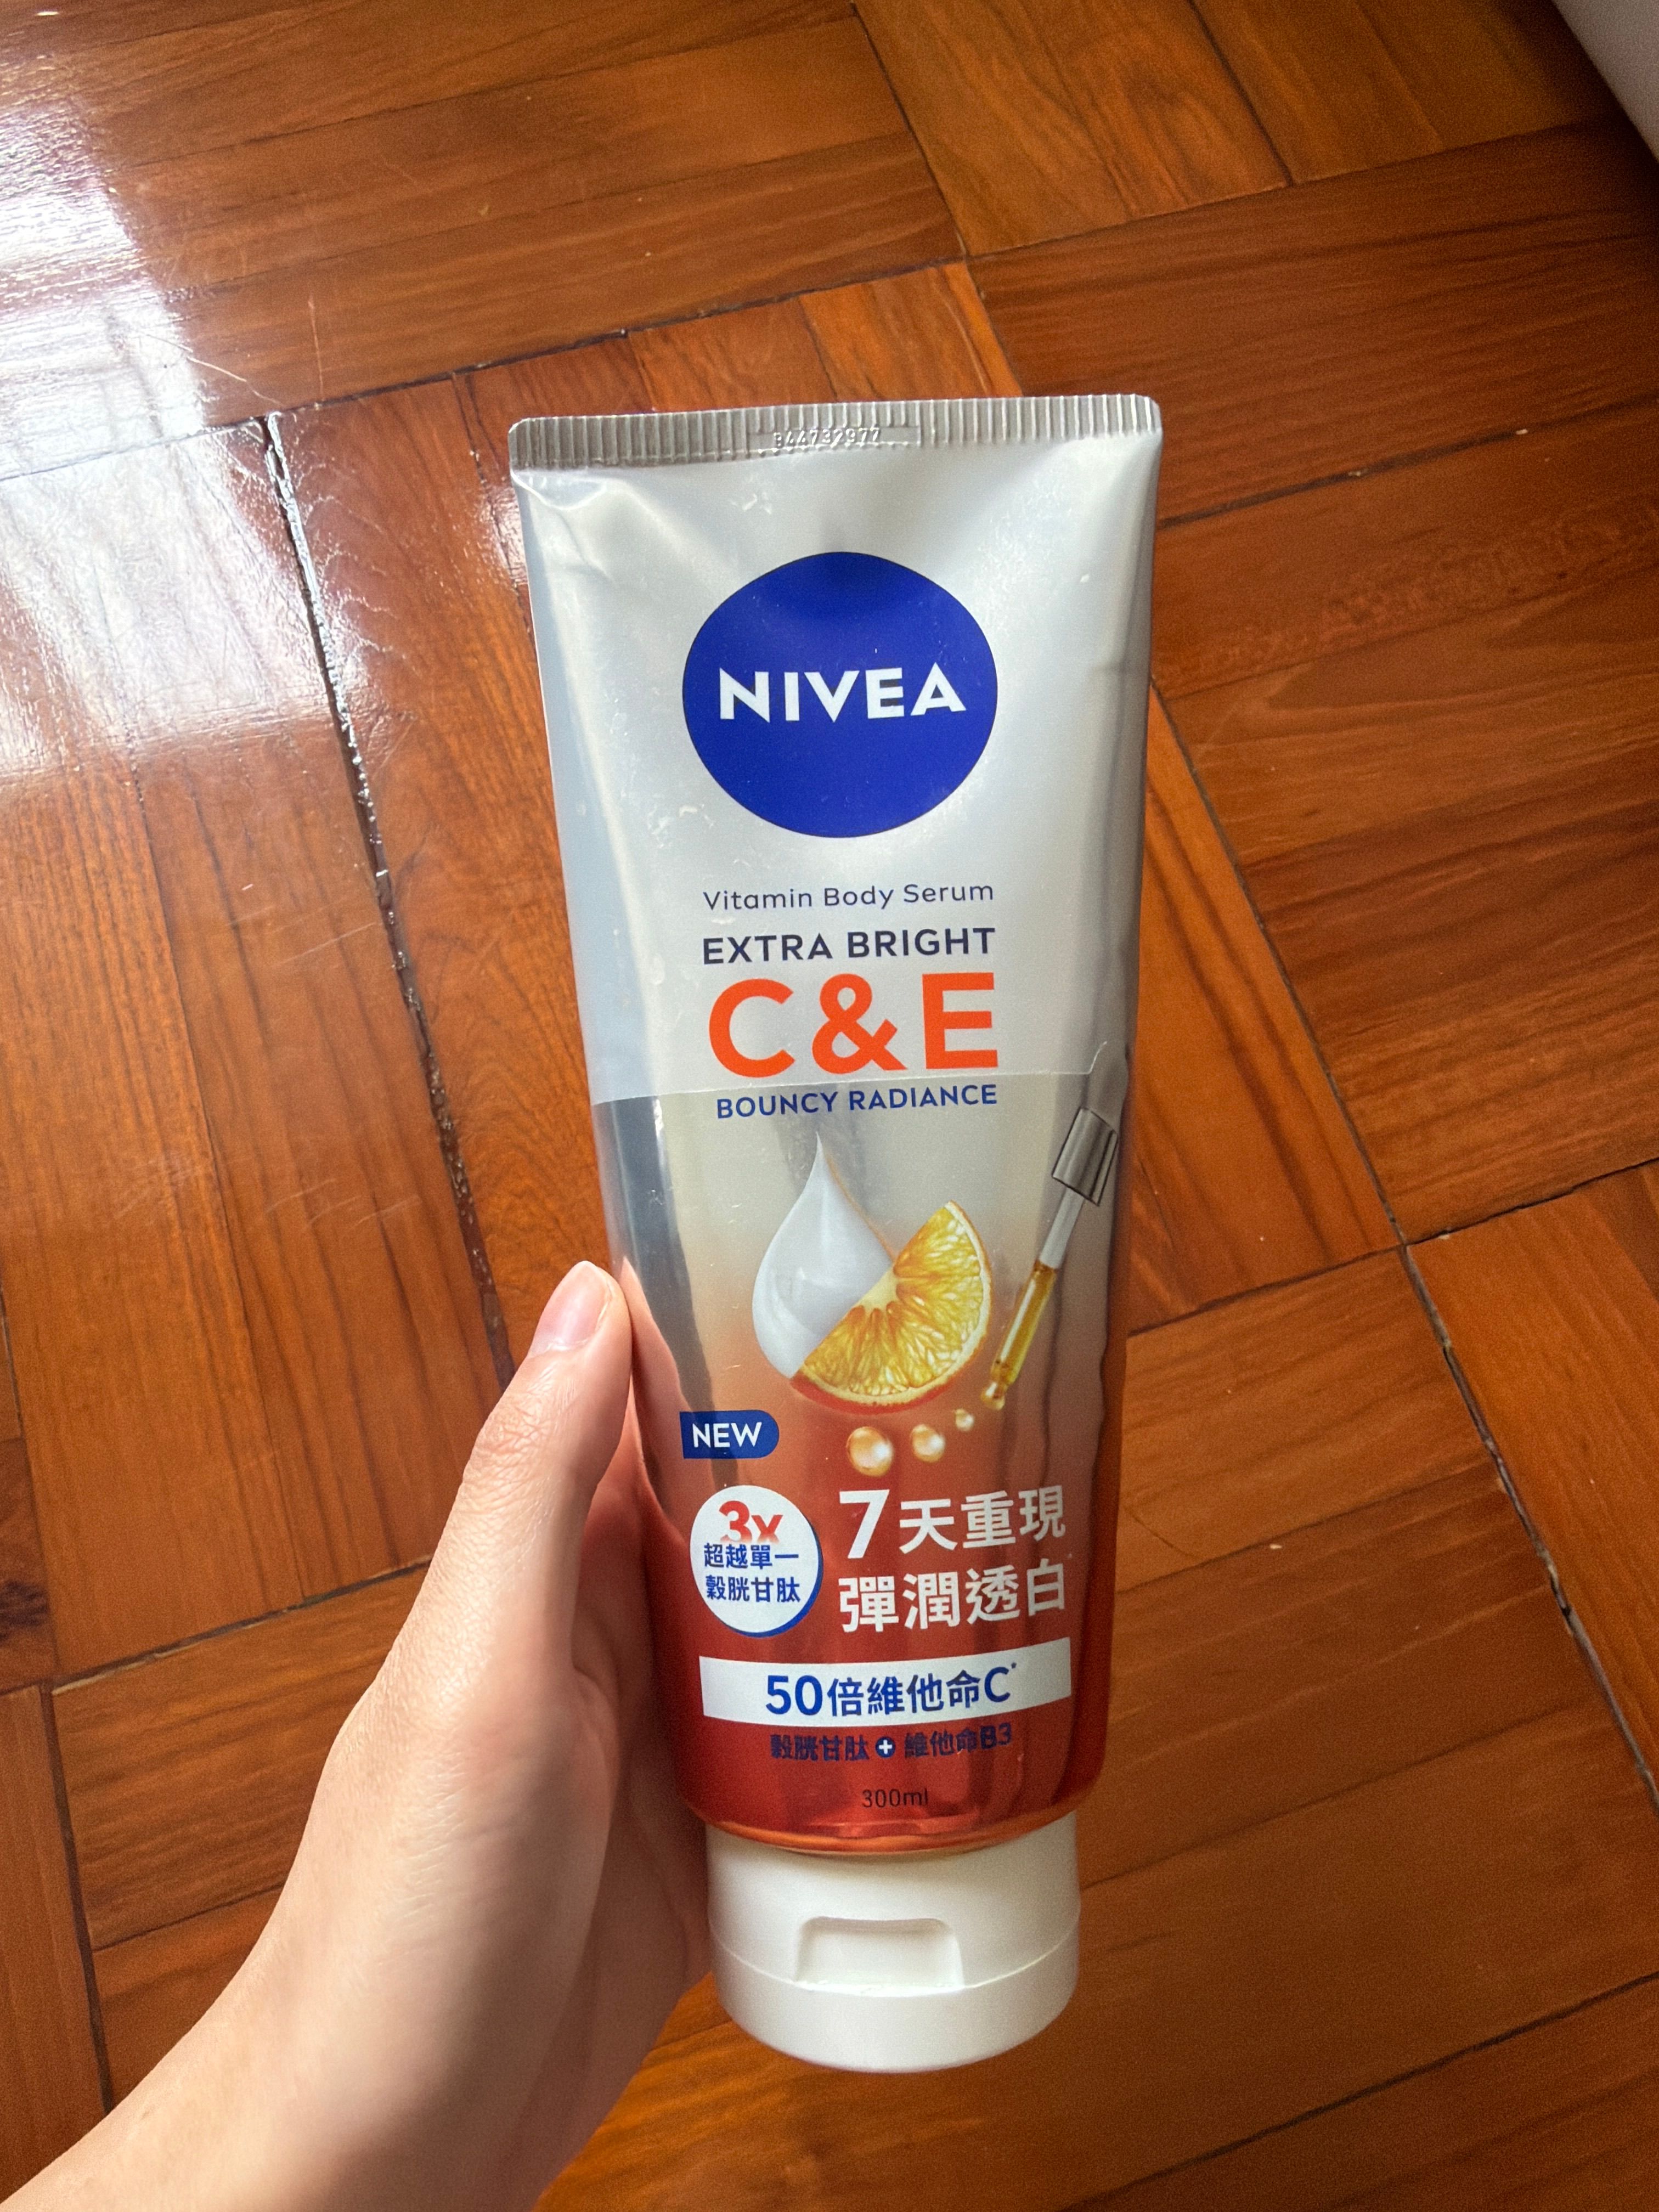 B44732977
NIVEA
Vitamin Body Serum
EXTRA BRIGHT
C&E
BOUNCY RADIANCE
NEW
3x
超越單一
穀胱甘肽
7天重現
彈潤透白
50倍維他命C*
穀胱甘肽+維他命B3
300ml